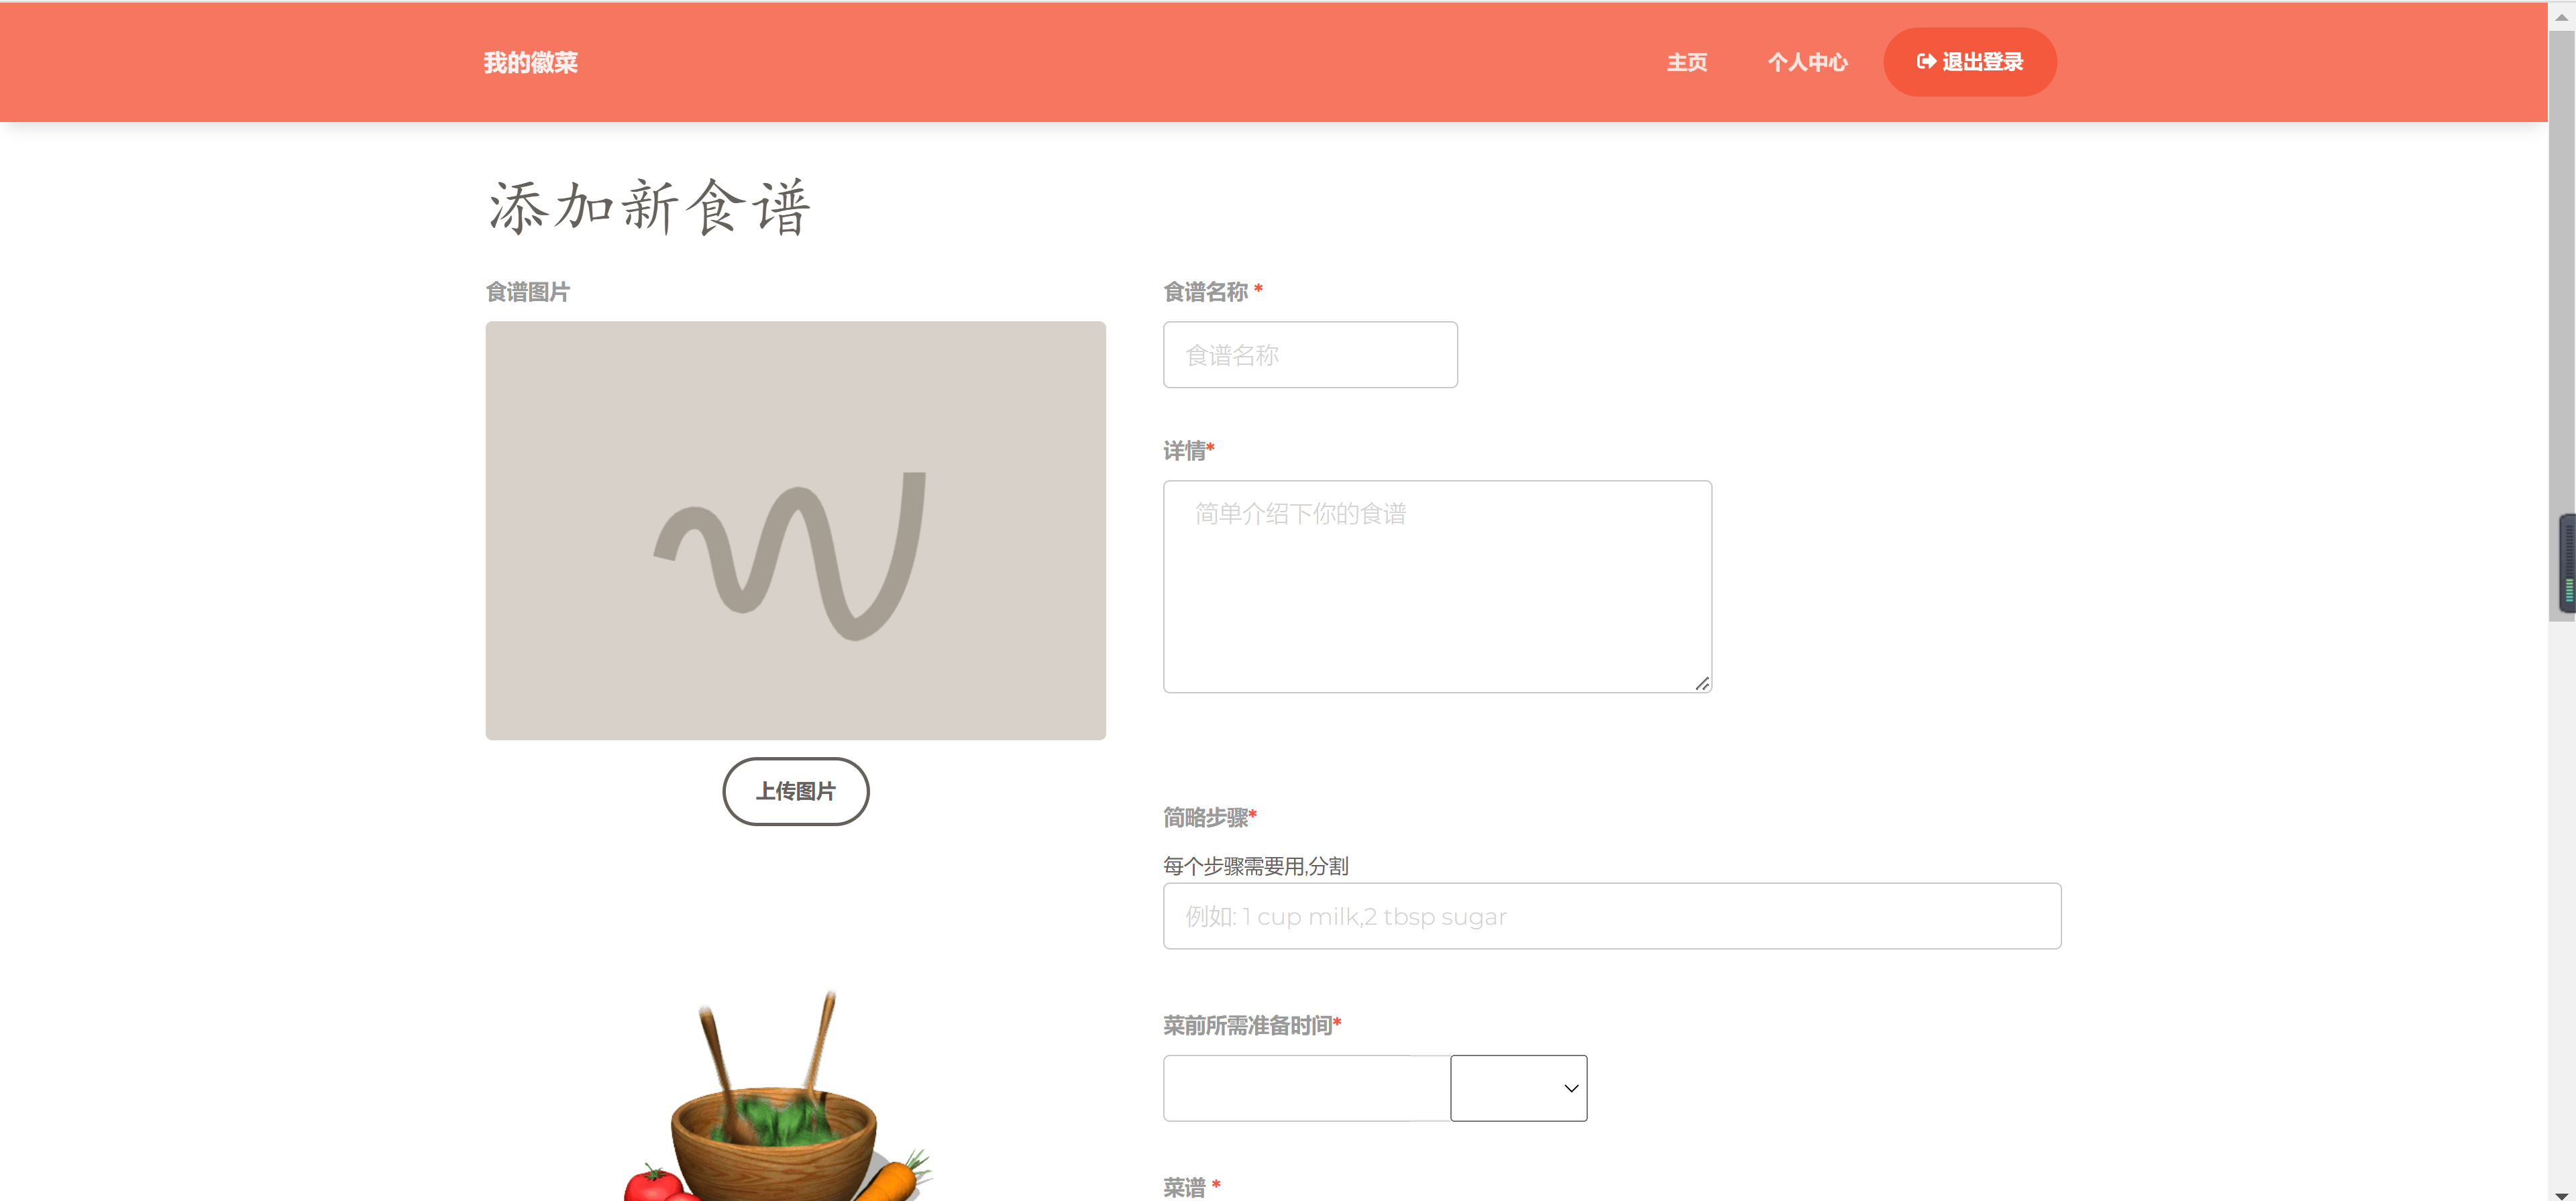 我的徽菜
主页
个人中心
退出登录
添加新食谱
食谱图片
上传图片
食谱名称 *
食谱名称
详情*
简单介绍下你的食谱
简略步骤*
每个步骤需要用,分割
例如: 1 cup milk,2 tbsp sugar
菜前所需准备时间*
菜谱 *